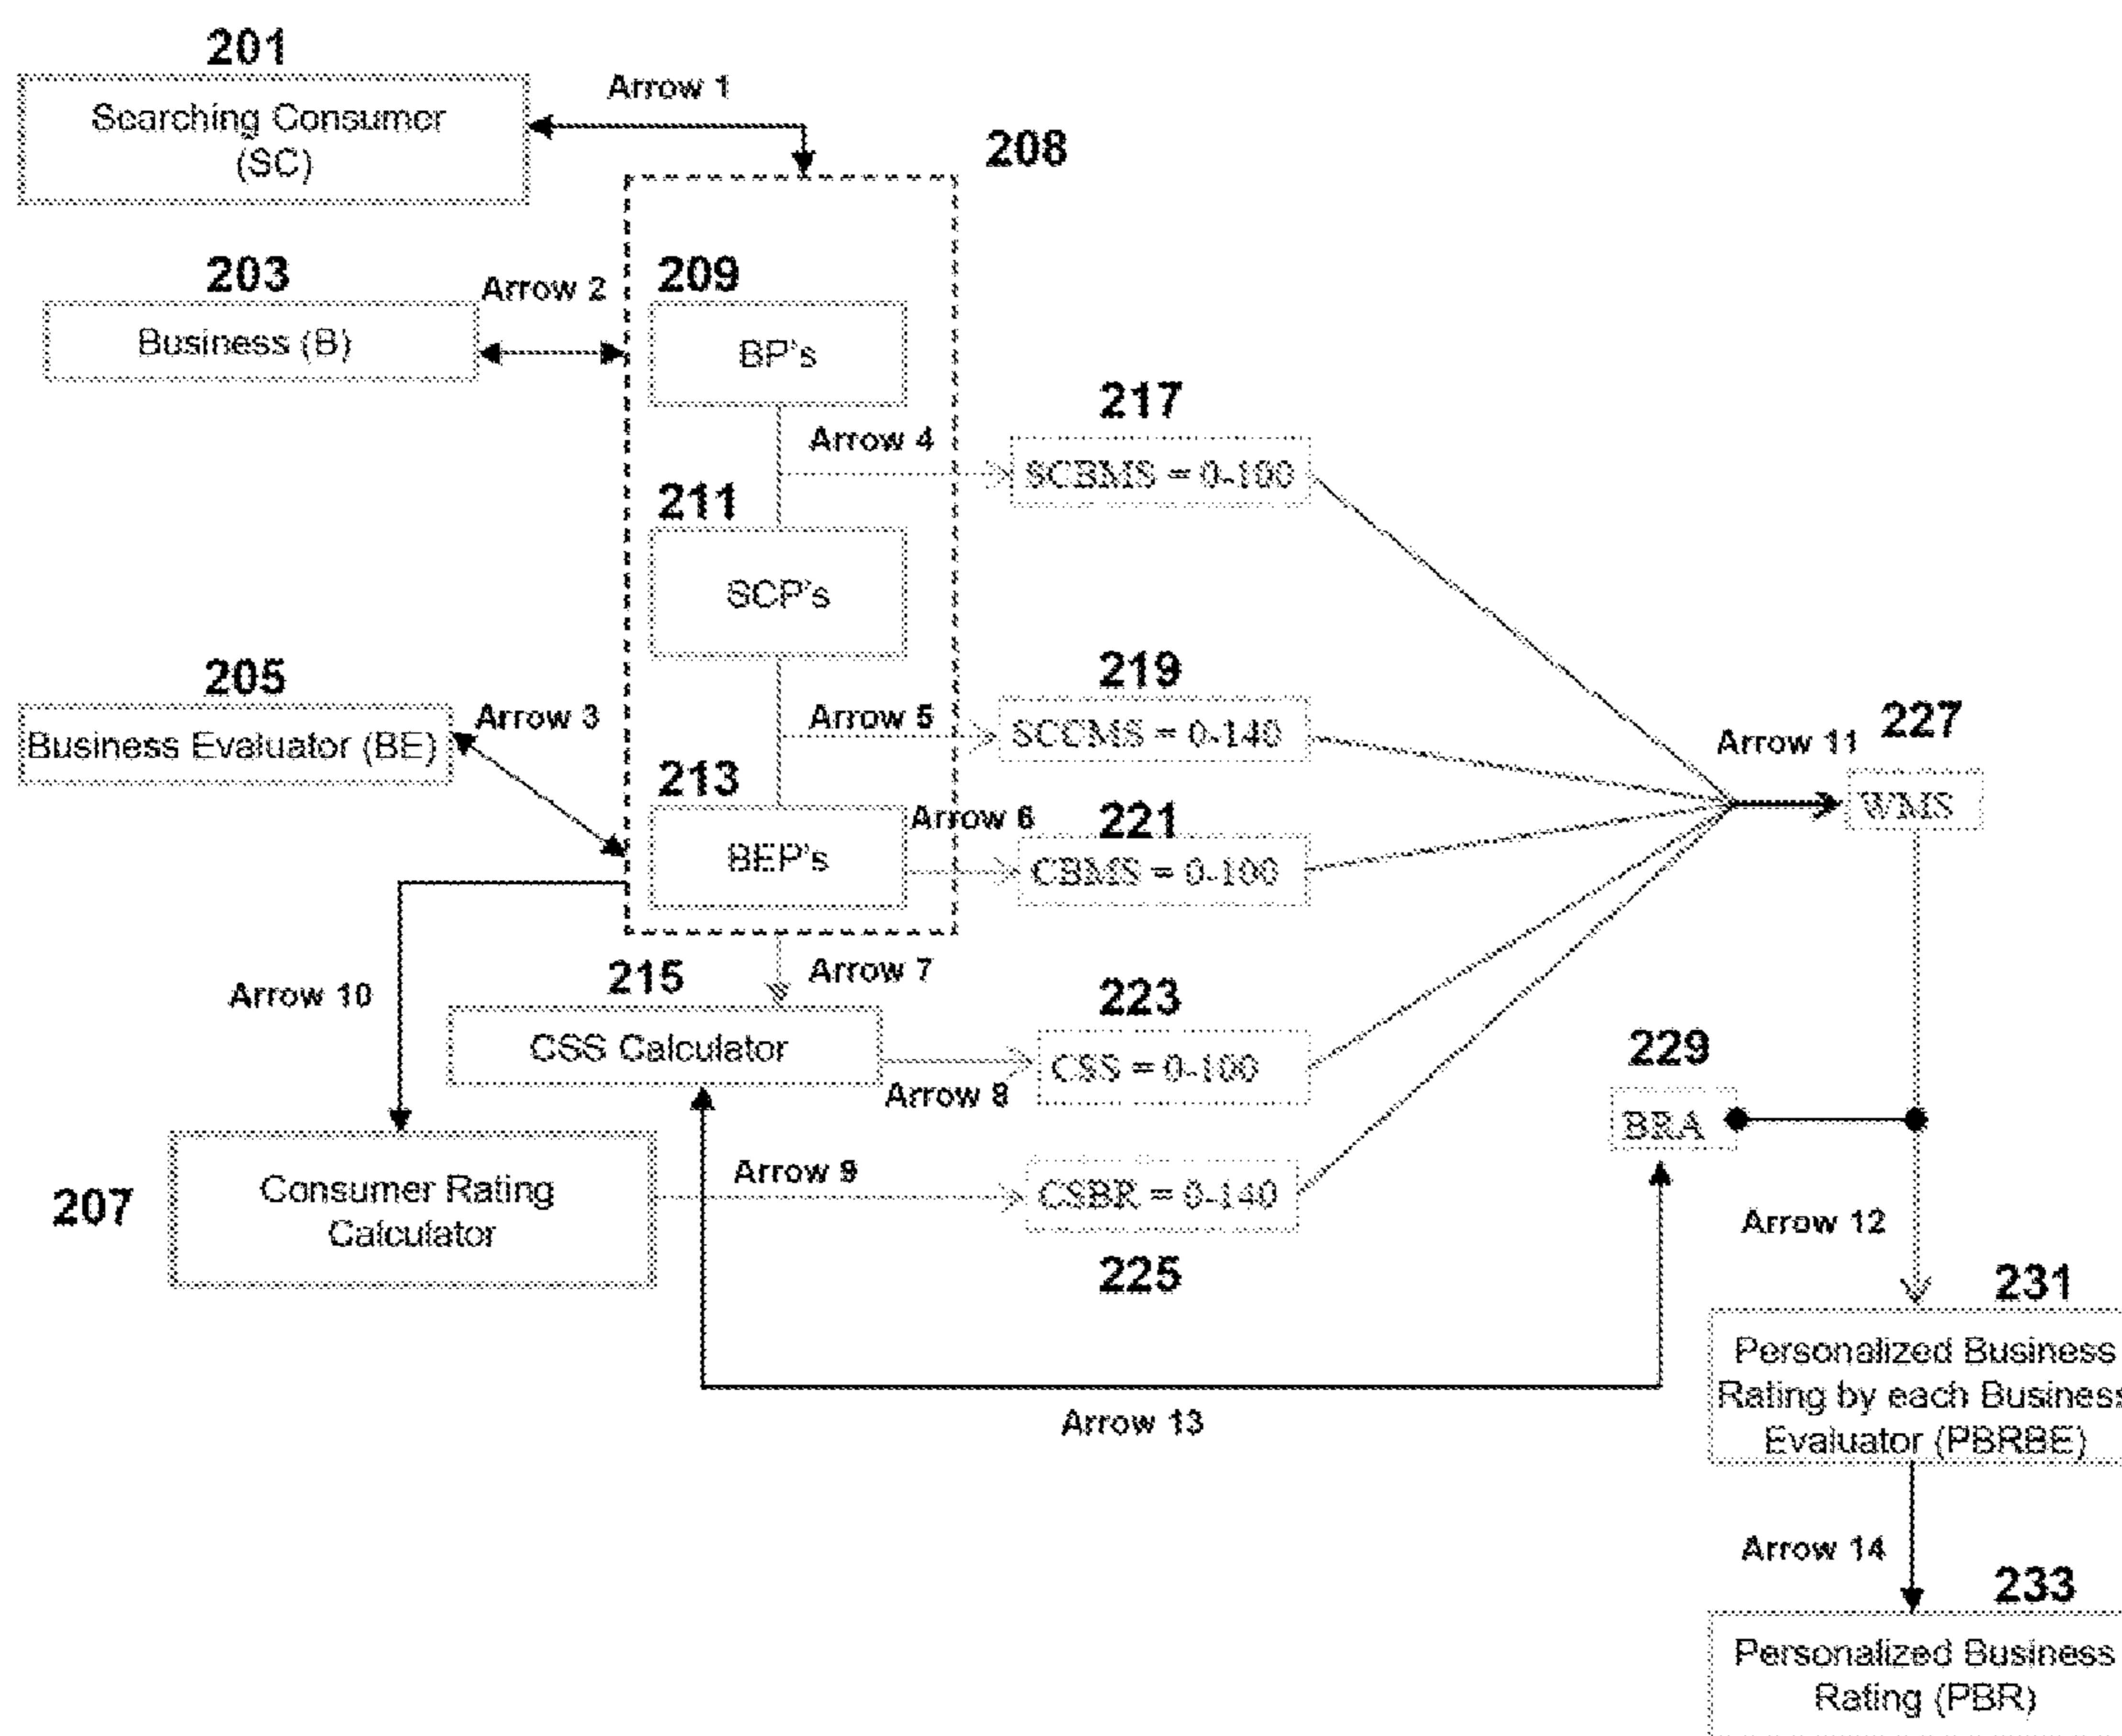 201
Searching Consumer
(SC)
Arrow 1
208
203
Business (B)
Arrow 2
209
BP's
Arrow 4
217
SCBMS = 0-100
211
SCP's
205
Business Evaluator (BE)
Arrow 3
Arrow 5
219
SCCMS = 0-140
Arrow 11
227
WMS
213
BEP's
Arrow 6
221
CBMS = 0-100
Arrow 10
215
Arrow 7
CSS Calculator
Arrow 8
223
CSS = 0-100
229
BRA
207
Consumer Rating
Calculator
Arrow 9
CSBR = 0-140
225
Arrow 12
231
Personalized Business
Rating by each Business
Evaluator (PBRBE)
Arrow 13
Arrow 14
233
Personalized Business
Rating (PBR)